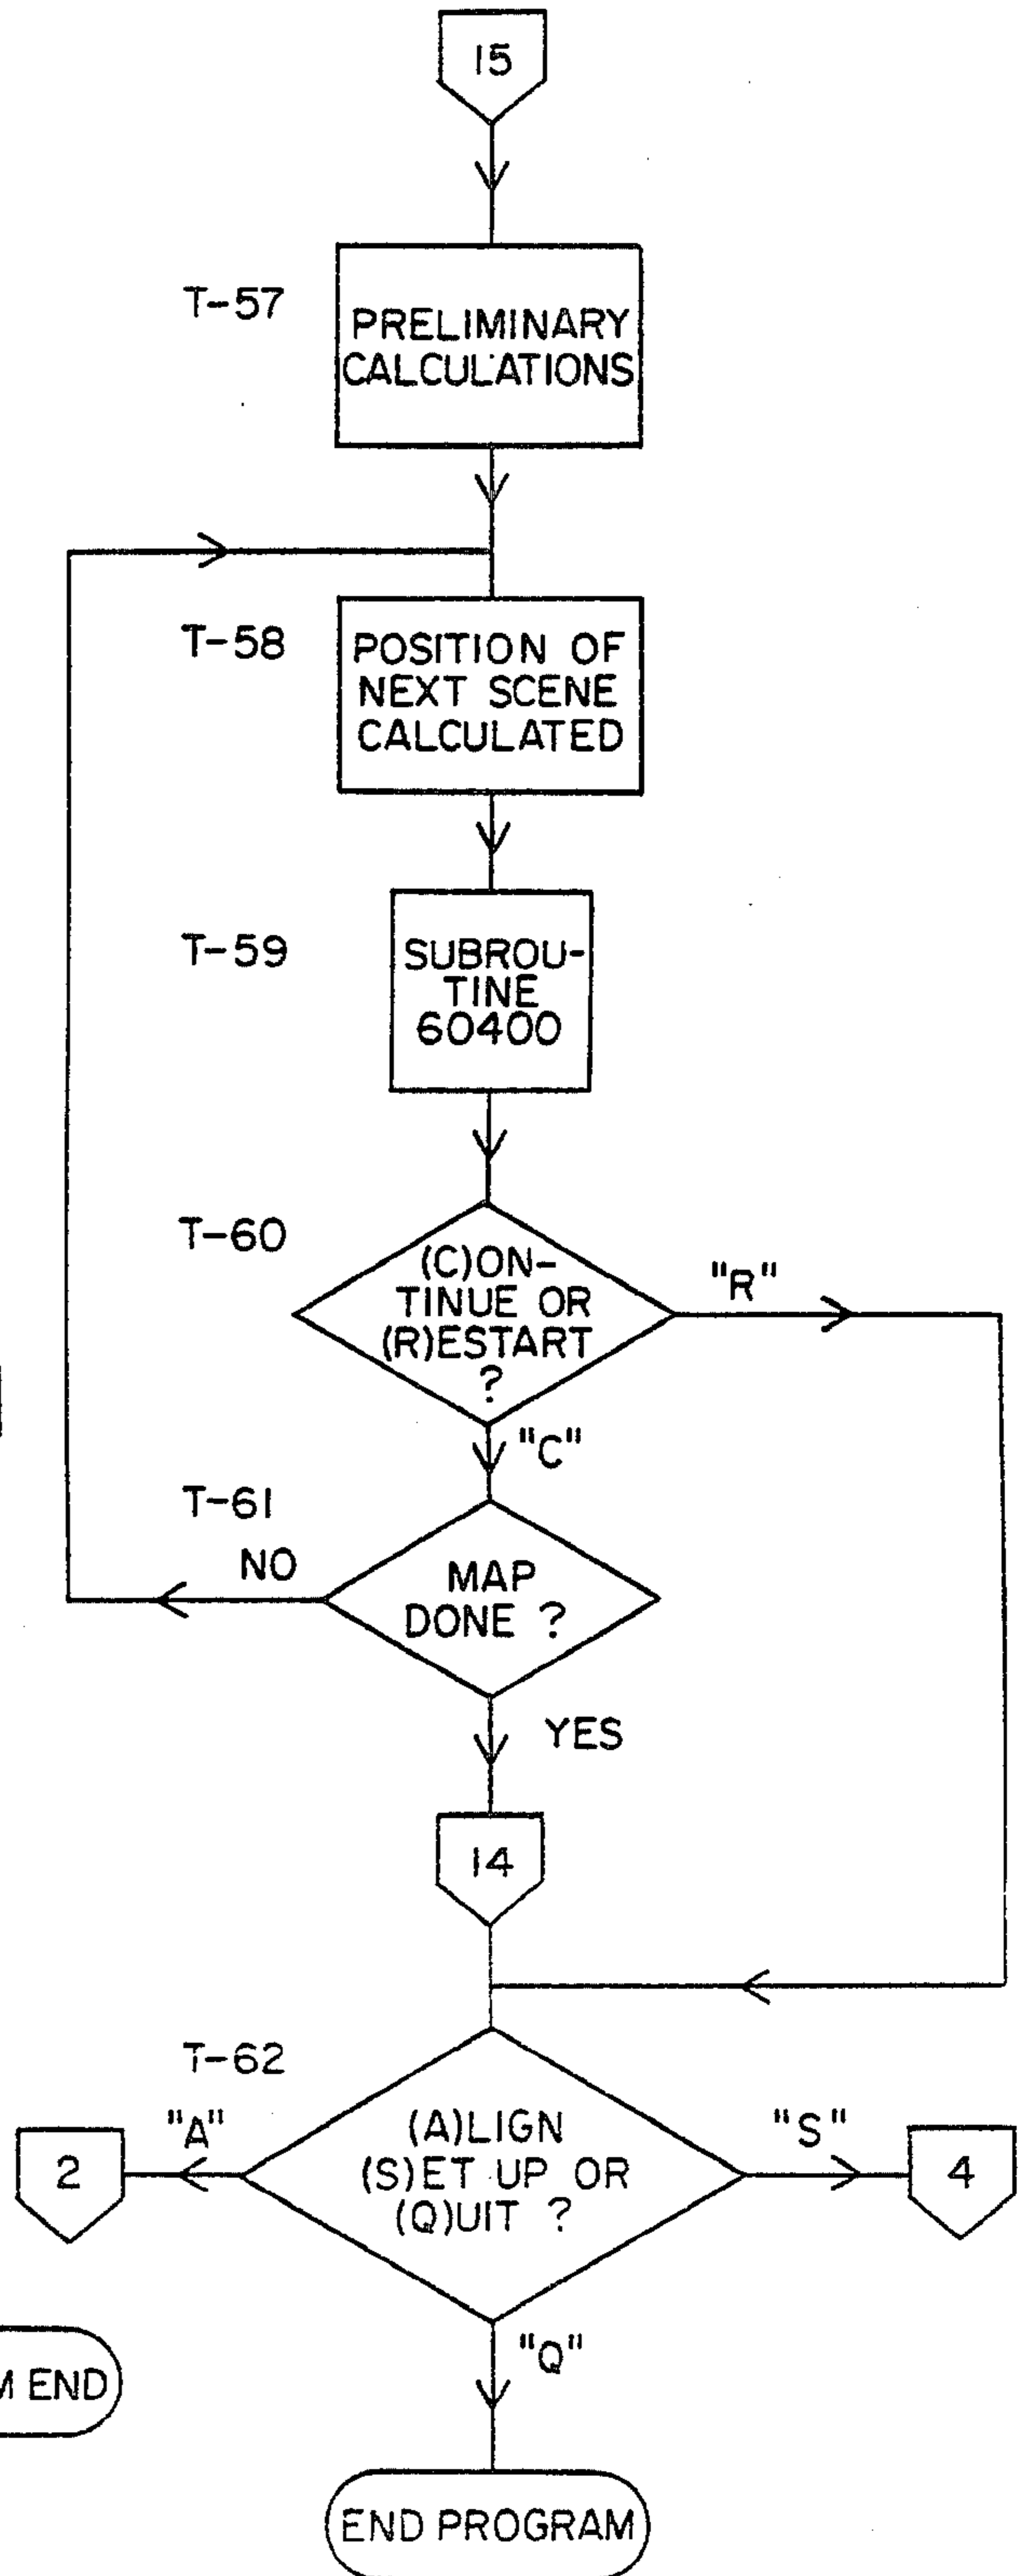 15
T-57
PRELIMINARY
CALCULATIONS
T-58
POSITION OF
NEXT SCENE
CALCULATED
T-59
SUBROU-
TINE
60400
T-60
(C)ON-
TINUE OR
(R)ESTART
?
"R"
"C"
T-61
NO
MAP
DONE ?
YES
14
T-62
"A"
2
(A)LIGN
(S)ET UP OR
(Q)UIT ?
"S"
4
"Q"
M END
END PROGRAM